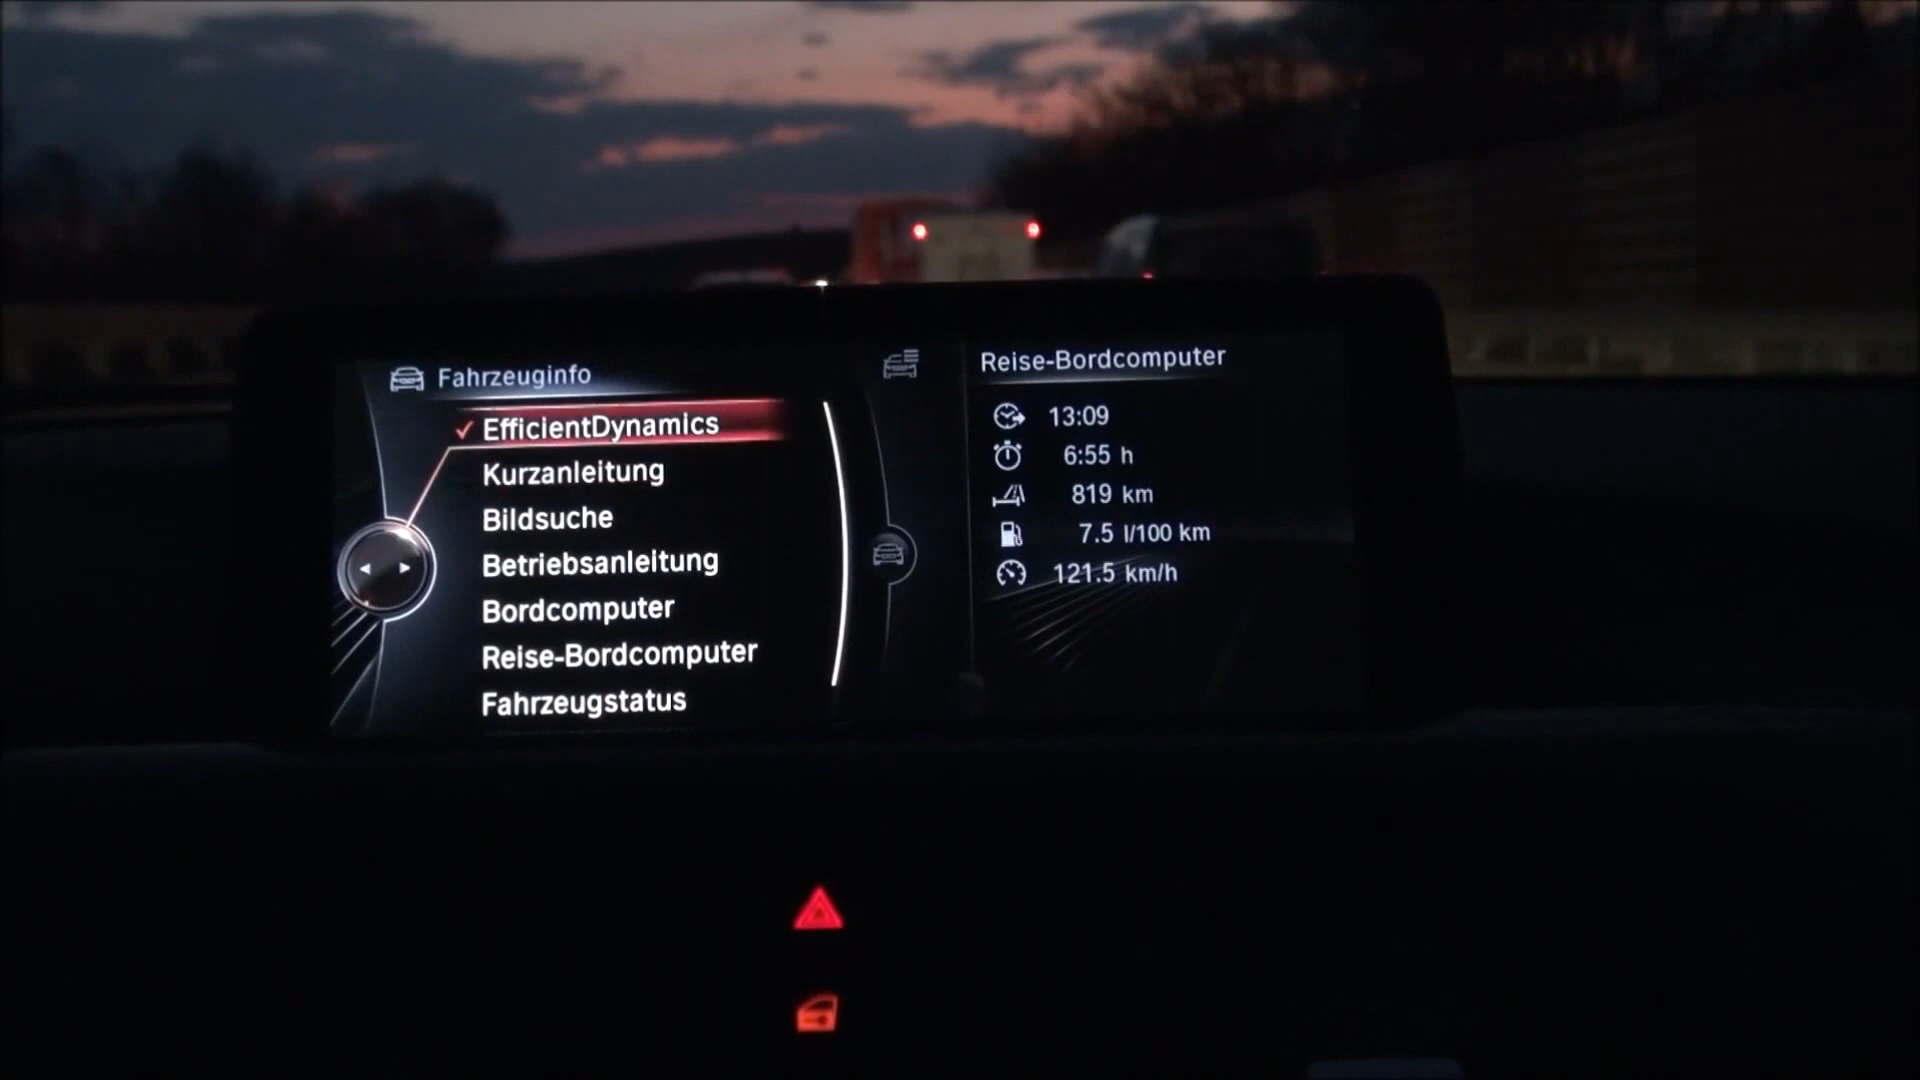 Fahrzeuginfo
EfficientDynamics
Kurzanleitung
Bildsuche
Betriebsanleitung
Bordcomputer
Reise-Bordcomputer
Fahrzeugstatus
Reise-Bordcomputer
13:09
6:55 h
819 km
7.5 l/100 km
121.5 km/h